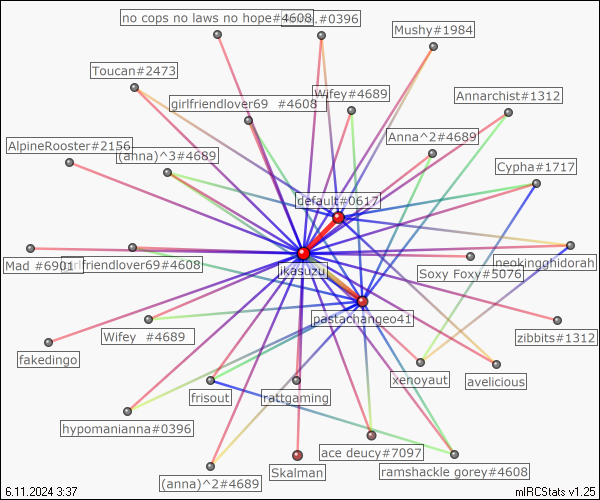 no cops no laws no hope#4608
#0396
Mushy#1984
Toucan#2473
Wifey#4689
Annarchist#1312
girlfriendlover69 #4608
Anna^2#4689
AlpineRooster#2156
(anna)^3#4689
Cypha#1717
default#0617
Mad #6901
girlfriendlover69#4608
ikasuzu
Soxy Foxy#5076
neokingghidorah
pastachangeo41
Wifey #4689
zibbits#1312
fakedingo
xenoyaut
avelicious
frisout
rattgaming
hypomanianna#0396
ace deucy#7097
Skalman
ramshackle gorey#4608
(anna)^2#4689
6.11.2024 3:37
mIRCStats v1.25